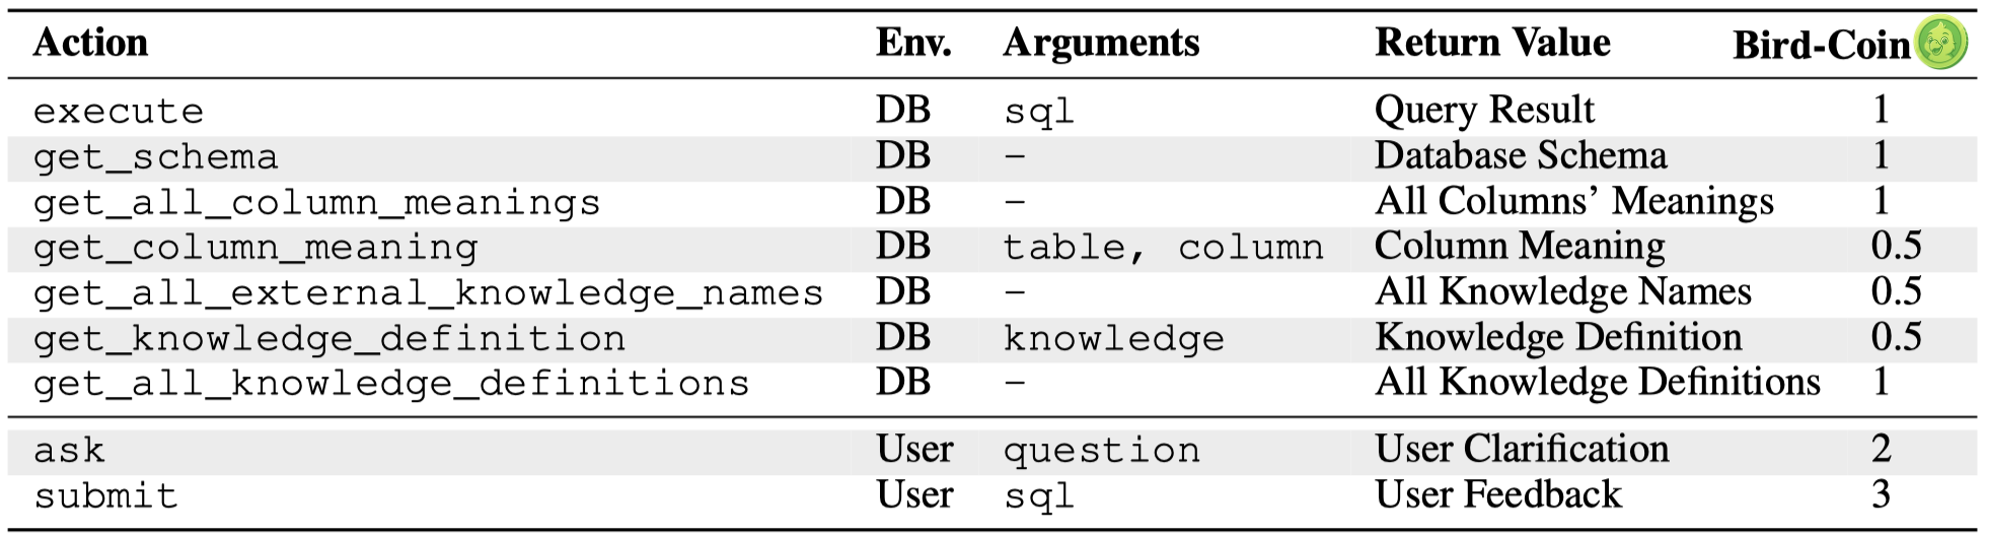 Action Env. Arguments Return Value Bird-Coin
execute DB sql Query Result 1
get_schema DB – Database Schema 1
get_all_column_meanings DB – All Columns’ Meanings 1
get_column_meaning DB table, column Column Meaning 0.5
get_all_external_knowledge_names DB – All Knowledge Names 0.5
get_knowledge_definition DB knowledge Knowledge Definition 0.5
get_all_knowledge_definitions DB – All Knowledge Definitions 1
ask User question User Clarification 2
submit User sql User Feedback 3